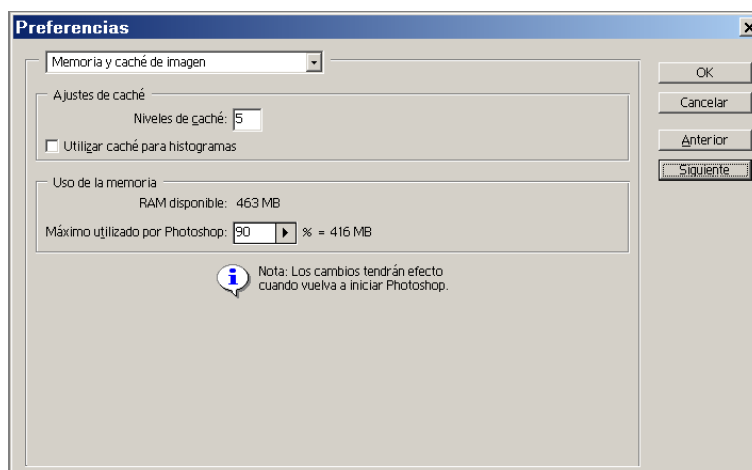 Preferencias
Memoria y caché de imagen
OK
Cancelar
Anterior
Siguiente
Ajustes de caché
Niveles de caché: 5
Utilizar caché para histogramas
Uso de la memoria
RAM disponible: 463 MB
Máximo utilizado por Photoshop: 90 % = 416 MB
Nota: Los cambios tendrán efecto
cuando vuelva a iniciar Photoshop.